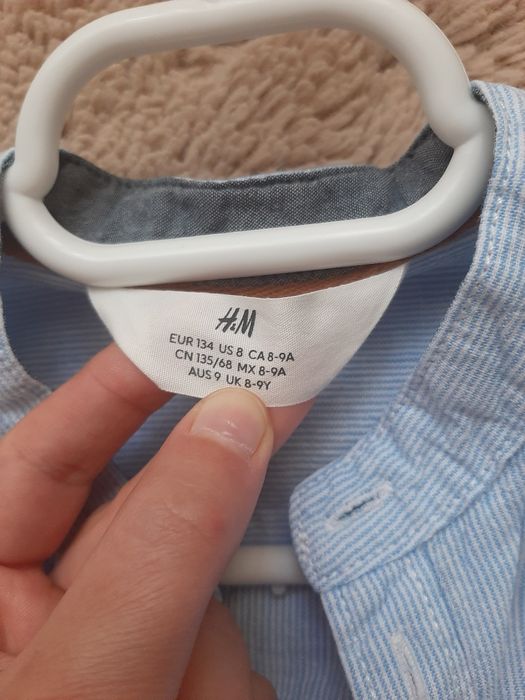 H&M
EUR 134 US 8 CA 8-9A
CN 135/68 MX 8-9A
AUS 9 UK 8-9Y